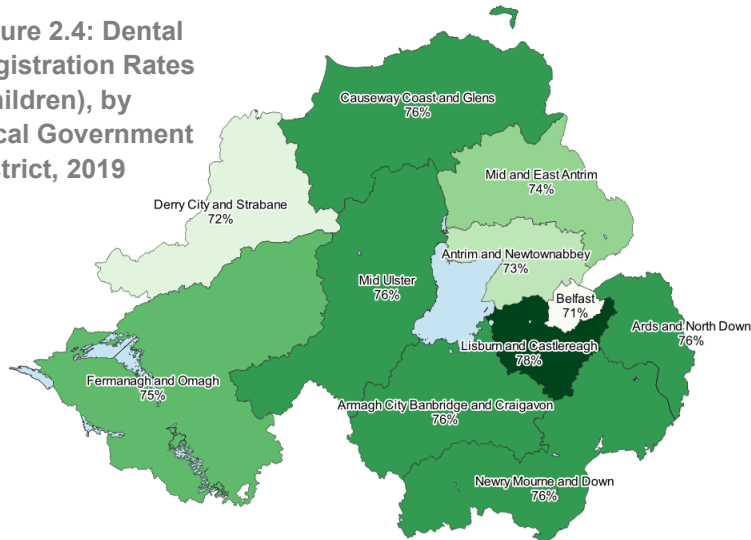 ure 2.4: Dental
gistration Rates
hildren), by
cal Government
strict, 2019
Causeway Coast and Glens
76%
Mid and East Antrim
74%
Derry City and Strabane
72%
Antrim and Newtownabbey
73%
Mid Ulster
76%
Belfast
71%
Ards and North Down
76%
Lisburn and Castlereagh
78%
Fermanagh and Omagh
75%
Armagh City Banbridge and Craigavon
76%
Newry Mourne and Down
76%